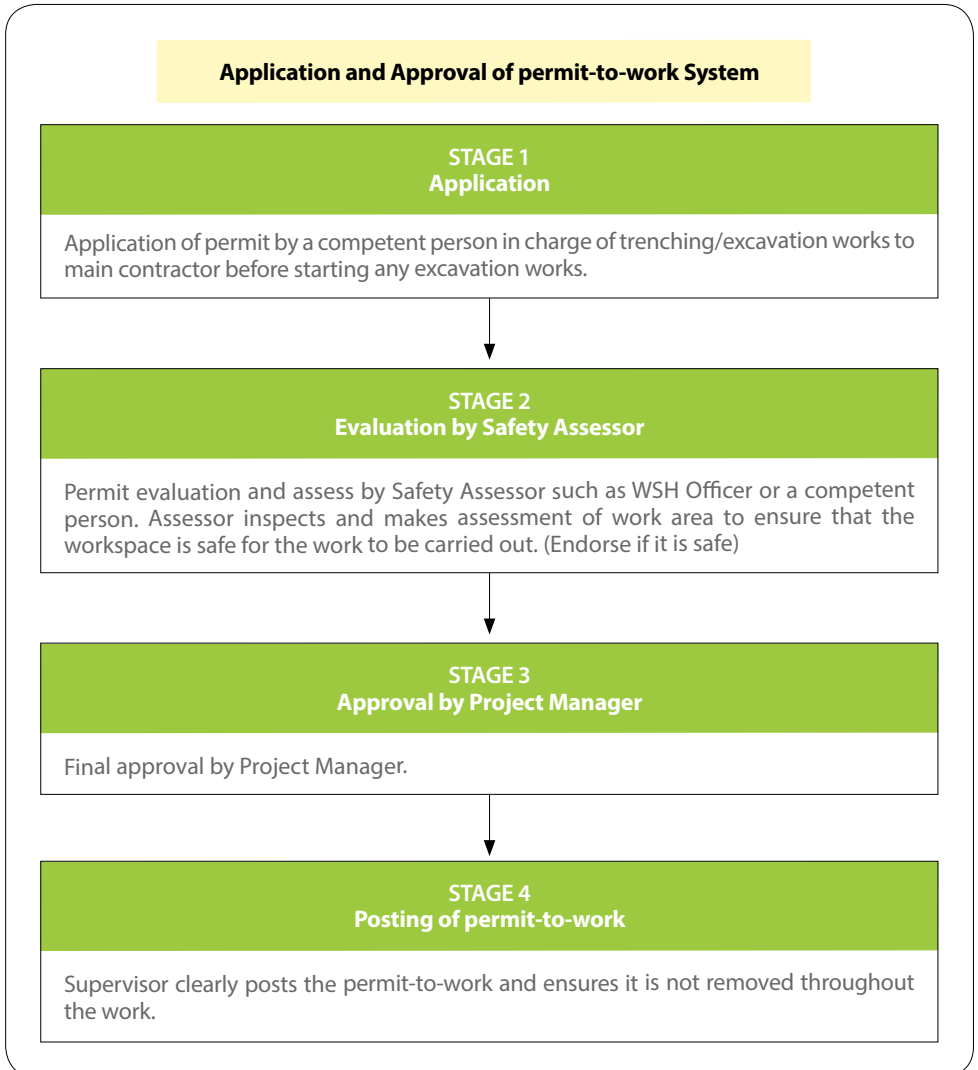 Application and Approval of permit-to-work System
STAGE 1
Application
Application of permit by a competent person in charge of trenching/excavation works to
main contractor before starting any excavation works.
STAGE 2
Evaluation by Safety Assessor
Permit evaluation and assess by Safety Assessor such as WSH Officer or a competent
person. Assessor inspects and makes assessment of work area to ensure that the
workspace is safe for the work to be carried out. (Endorse if it is safe)
STAGE 3
Approval by Project Manager
Final approval by Project Manager.
STAGE 4
Posting of permit-to-work
Supervisor clearly posts the permit-to-work and ensures it is not removed throughout
the work.